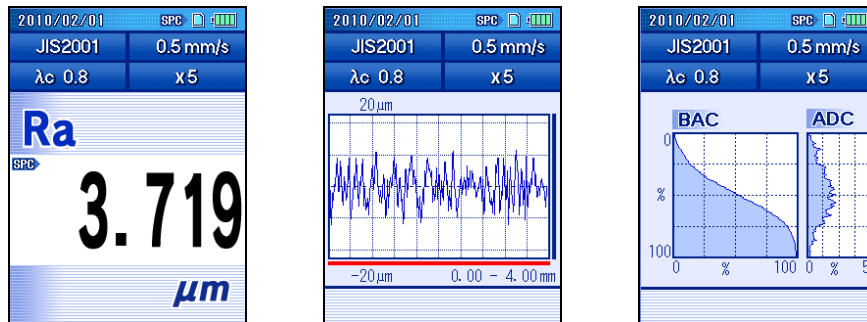 2010/02/01 SPC
JIS2001 0.5 mm/s
λc 0.8 x5
Ra
SPC
3.719
μm
2010/02/01 SPC
JIS2001 0.5 mm/s
λc 0.8 x5
20μm
-20μm 0.00 - 4.00mm
2010/02/01 SPC
JIS2001 0.5 mm/s
λc 0.8 x5
BAC ADC
0
%
100
0 % 100 0 % 5